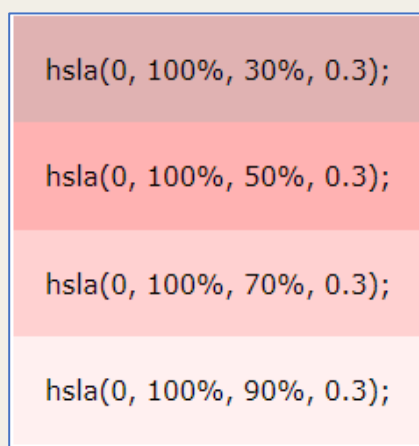 hsla(0, 100%, 30%, 0.3);
hsla(0, 100%, 50%, 0.3);
hsla(0, 100%, 70%, 0.3);
hsla(0, 100%, 90%, 0.3);